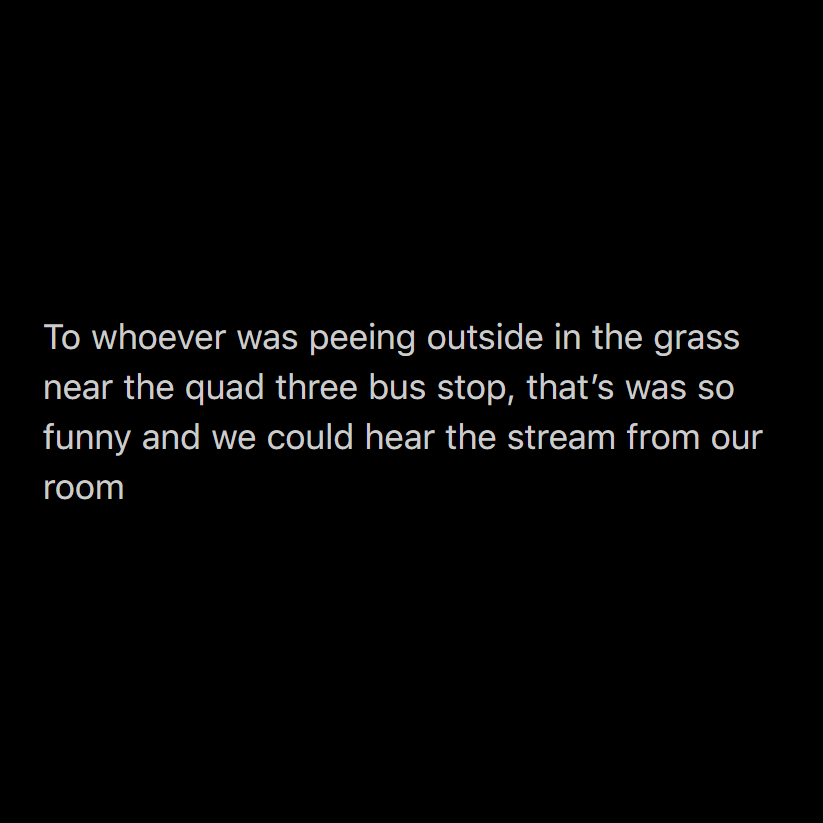 To whoever was peeing outside in the grass
near the quad three bus stop, that’s was so
funny and we could hear the stream from our
room